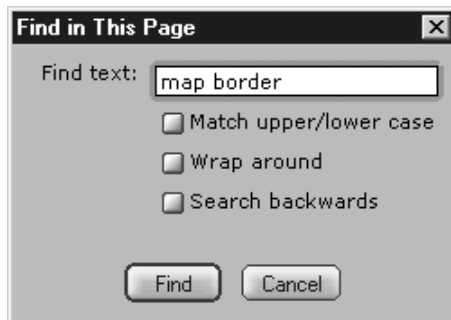 Find in This Page
Find text: map border
Match upper/lower case
Wrap around
Search backwards
Find Cancel